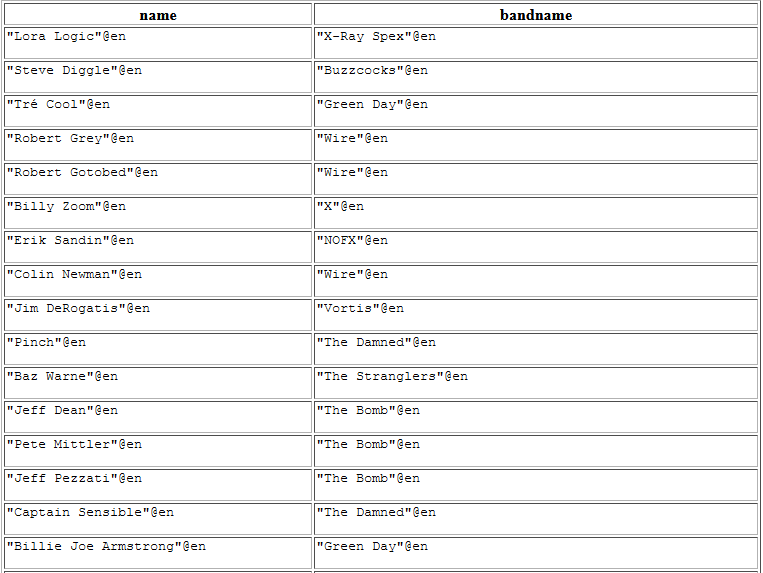 name bandname
"Lora Logic"@en "X-Ray Spex"@en
"Steve Diggle"@en "Buzzcocks"@en
"Tré Cool"@en "Green Day"@en
"Robert Grey"@en "Wire"@en
"Robert Gotobed"@en "Wire"@en
"Billy Zoom"@en "X"@en
"Erik Sandin"@en "NOFX"@en
"Colin Newman"@en "Wire"@en
"Jim DeRogatis"@en "Vortis"@en
"Pinch"@en "The Damned"@en
"Baz Warne"@en "The Stranglers"@en
"Jeff Dean"@en "The Bomb"@en
"Pete Mittler"@en "The Bomb"@en
"Jeff Pezzati"@en "The Bomb"@en
"Captain Sensible"@en "The Damned"@en
"Billie Joe Armstrong"@en "Green Day"@en